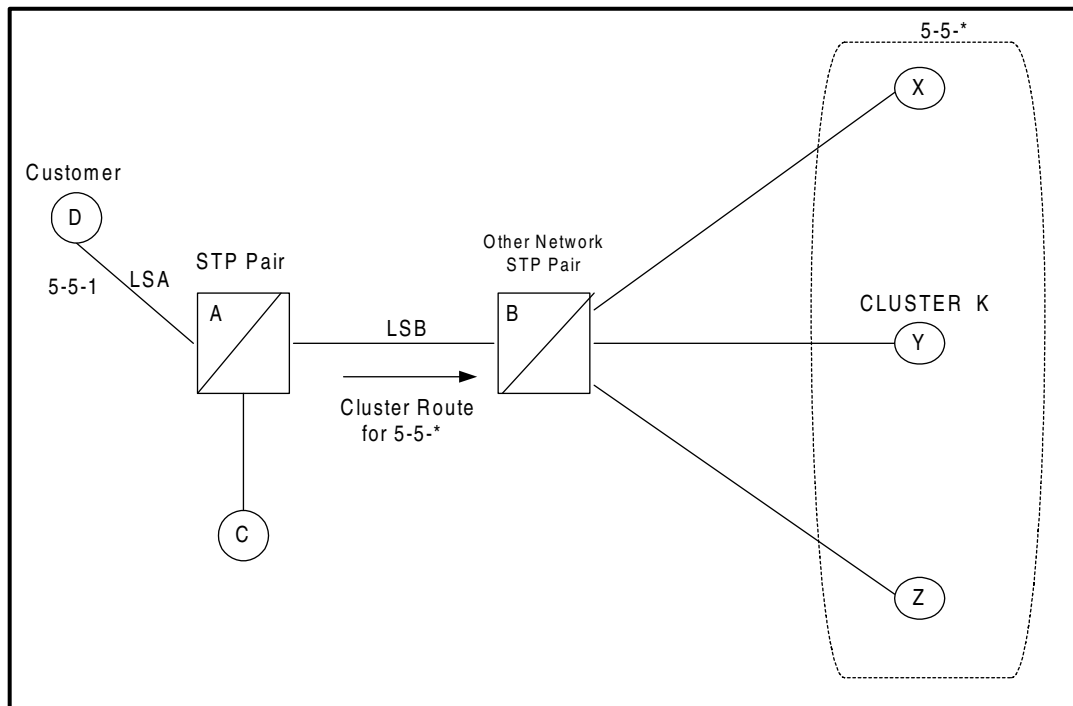 5-5-*
X
Customer
D
5-5-1
LSA
STP Pair
A
LSB
Other Network
STP Pair
B
CLUSTER K
Y
Cluster Route
for 5-5-*
C
Z